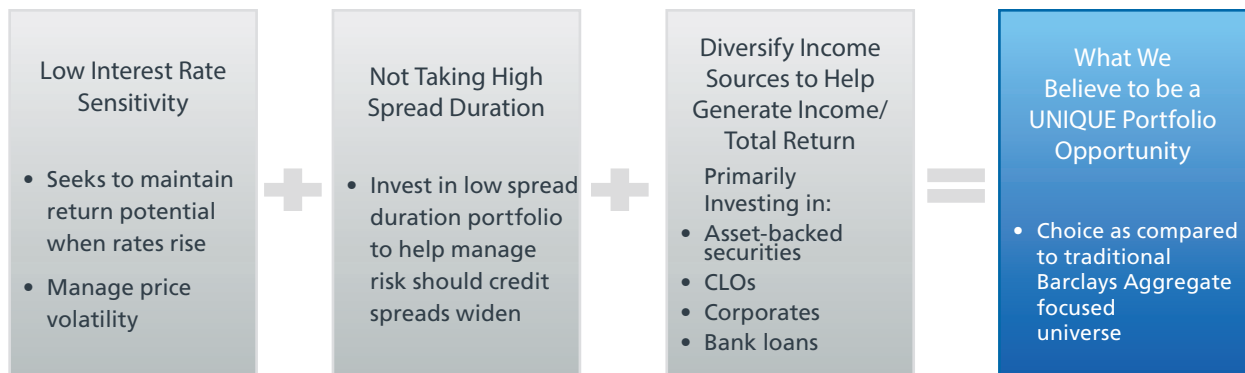 Low Interest Rate
Sensitivity
• Seeks to maintain
return potential
when rates rise
• Manage price
volatility
Not Taking High
Spread Duration
• Invest in low spread
duration portfolio
to help manage
risk should credit
spreads widen
Diversify Income
Sources to Help
Generate Income/
Total Return
Primarily
Investing in:
• Asset-backed
securities
• CLOs
• Corporates
• Bank loans
What We
Believe to be a
UNIQUE Portfolio
Opportunity
• Choice as compared
to traditional
Barclays Aggregate
focused
universe